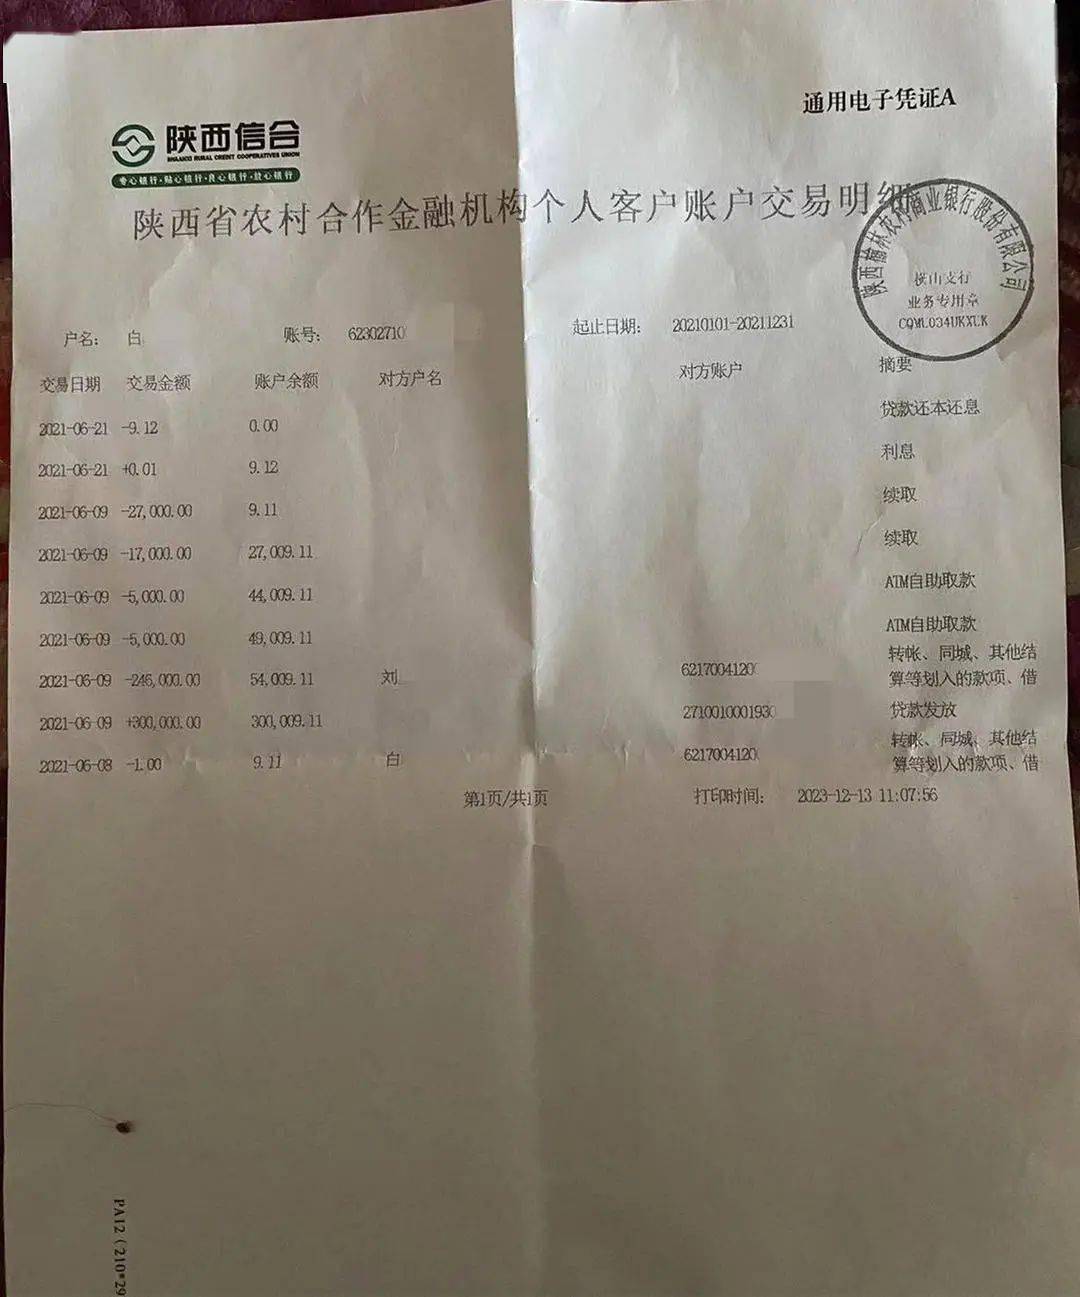 通用电子凭证A
陕西信合
SHAANXI RURAL CREDIT COOPERATIVES UNION
专心银行·贴心银行·良心银行·放心银行
陕西省农村合作金融机构个人客户账户交易明细
陕西榆林农村商业银行股份有限公司
横山支行
业务专用章
CQWL034UKXUK
户名： 白 账号： 62302710 起止日期： 20210101-20211231
交易日期 交易金额 账户余额 对方户名 对方账户 摘要
2021-06-21 -9.12 0.00 贷款还本还息
2021-06-21 +0.01 9.12 利息
2021-06-09 -27,000.00 9.11 续取
2021-06-09 -17,000.00 27,009.11 续取
2021-06-09 -5,000.00 44,009.11 ATM自助取款
2021-06-09 -5,000.00 49,009.11 ATM自助取款
2021-06-09 -246,000.00 54,009.11 刘 6217004120 转帐、同城、其他结
算等划入的款项、借
2021-06-09 +300,000.00 300,009.11 2710010001930 贷款发放
2021-06-08 -1.00 9.11 白 6217004120 转帐、同城、其他结
算等划入的款项、借
第1页/共1页 打印时间： 2023-12-13 11:07:56
PA12（210*29